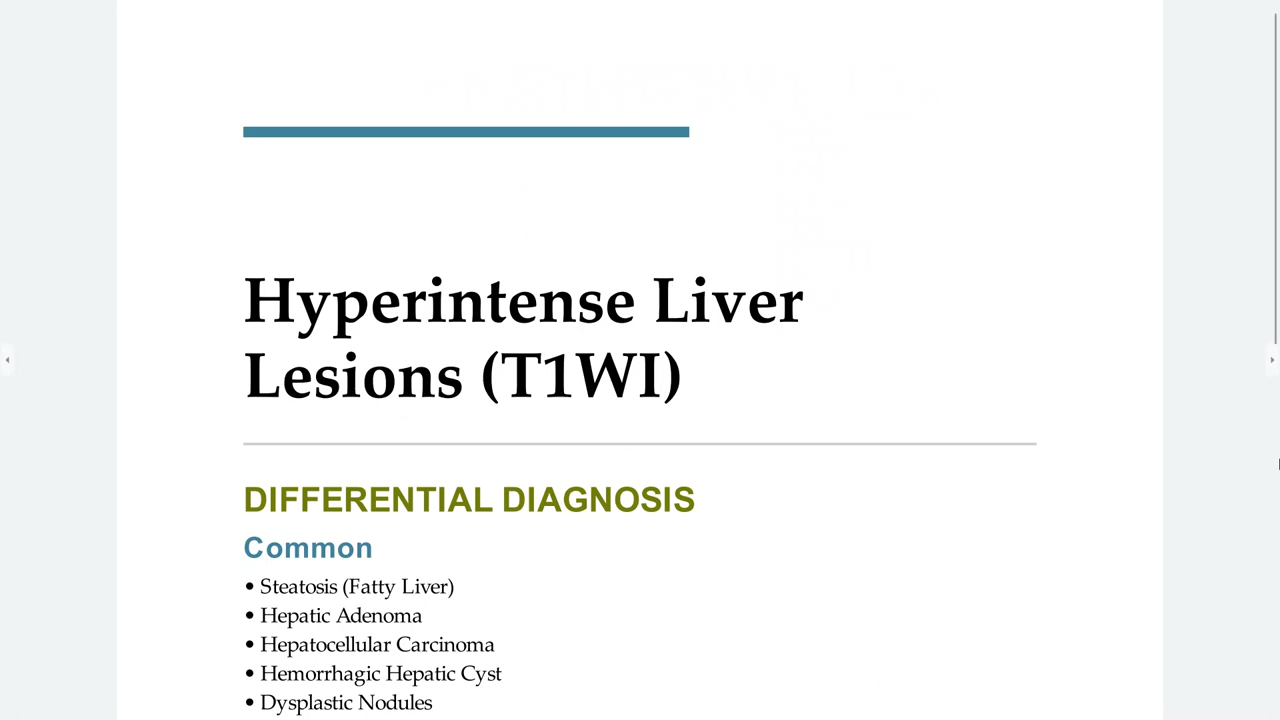 Hyperintense Liver
Lesions (T1WI)
DIFFERENTIAL DIAGNOSIS
Common
• Steatosis (Fatty Liver)
• Hepatic Adenoma
• Hepatocellular Carcinoma
• Hemorrhagic Hepatic Cyst
• Dysplastic Nodules